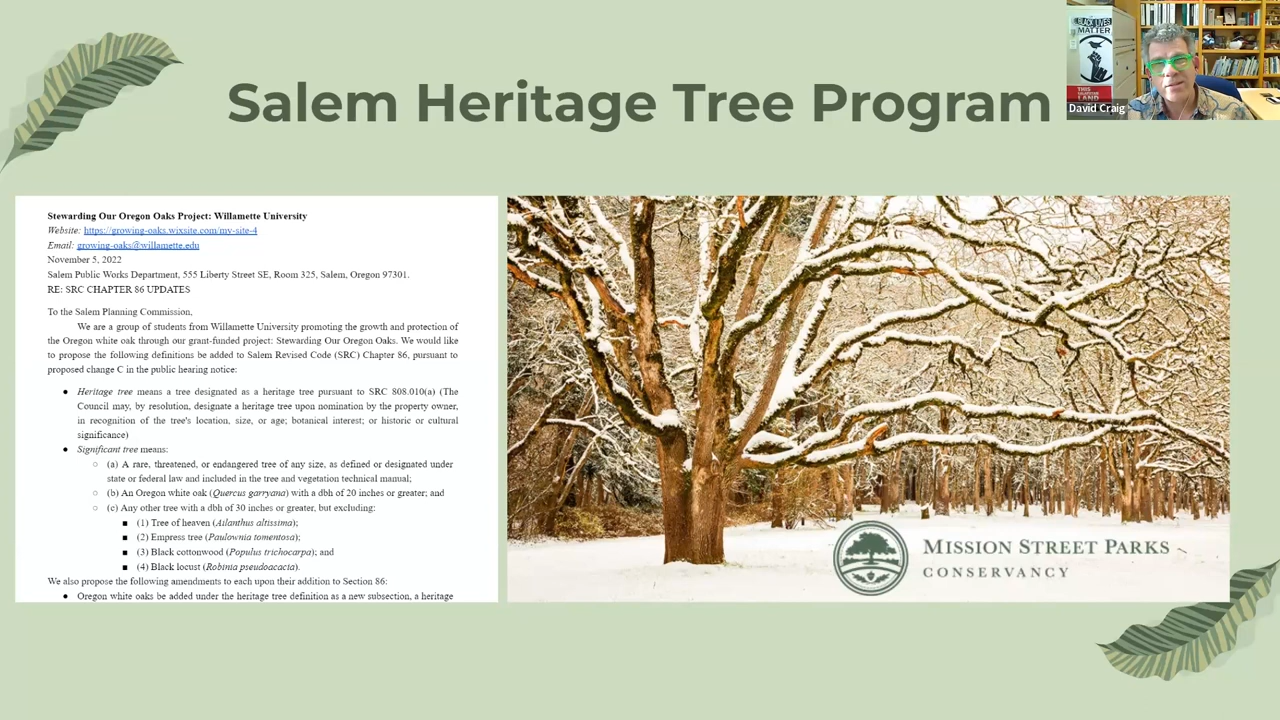 Salem Heritage Tree Program
BLACK LIVES
MATTER
THIS
LAND
David Craig
Stewarding Our Oregon Oaks Project: Willamette University
Website: https://growing-oaks.wixsite.com/my-site-4
Email: growing-oaks@willamette.edu
November 5, 2022
Salem Public Works Department, 555 Liberty Street SE, Room 325, Salem, Oregon 97301.
RE: SRC CHAPTER 86 UPDATES
To the Salem Planning Commission,
We are a group of students from Willamette University promoting the growth and protection of
the Oregon white oak through our grant-funded project: Stewarding Our Oregon Oaks. We would like
to propose the following definitions be added to Salem Revised Code (SRC) Chapter 86, pursuant to
proposed change C in the public hearing notice:
● Heritage tree means a tree designated as a heritage tree pursuant to SRC 808.010(a) (The
Council may, by resolution, designate a heritage tree upon nomination by the property owner,
in recognition of the tree's location, size, or age; botanical interest; or historic or cultural
significance)
● Significant tree means:
○ (a) A rare, threatened, or endangered tree of any size, as defined or designated under
state or federal law and included in the tree and vegetation technical manual;
○ (b) An Oregon white oak (Quercus garryana) with a dbh of 20 inches or greater; and
○ (c) Any other tree with a dbh of 30 inches or greater, but excluding:
■ (1) Tree of heaven (Ailanthus altissima);
■ (2) Empress tree (Paulownia tomentosa);
■ (3) Black cottonwood (Populus trichocarpa); and
■ (4) Black locust (Robinia pseudoacacia).
We also propose the following amendments to each upon their addition to Section 86:
● Oregon white oaks be added under the heritage tree definition as a new subsection, a heritage
MISSION STREET PARKS
CONSERVANCY